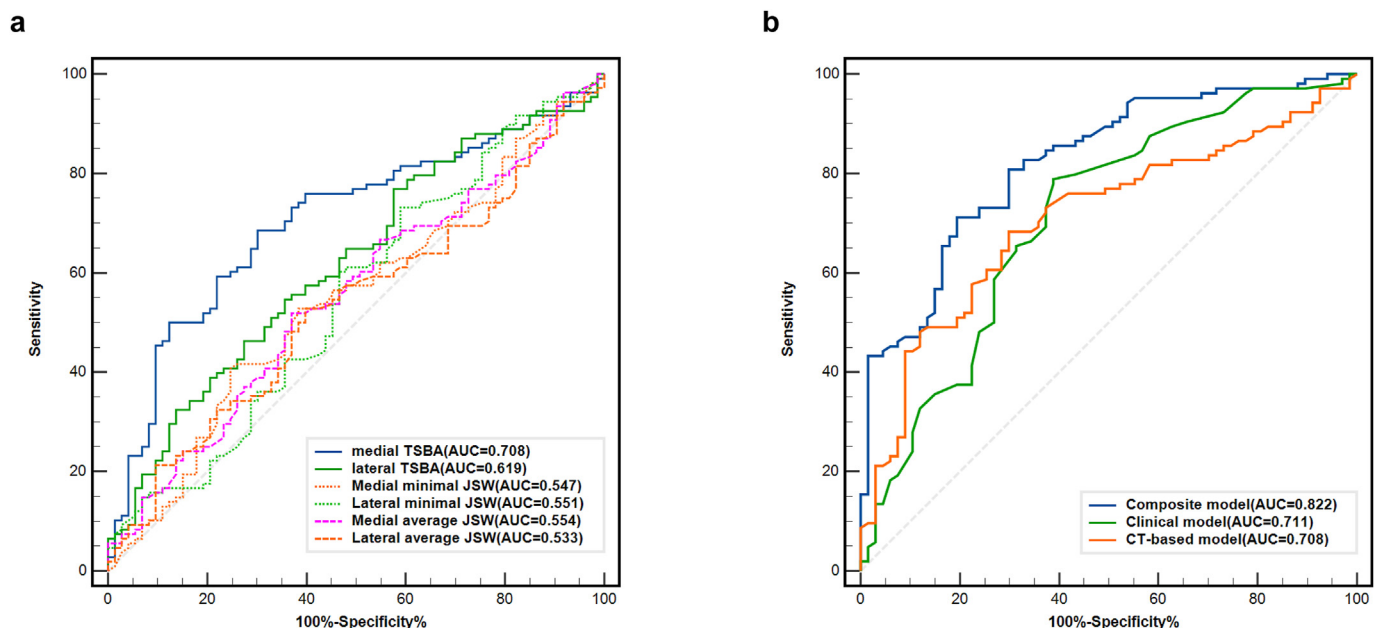 a
100
80
60
40
20
0
Sensitivity
medial TSBA(AUC=0.708)
lateral TSBA(AUC=0.619)
Medial minimal JSW(AUC=0.547)
Lateral minimal JSW(AUC=0.551)
Medial average JSW(AUC=0.554)
Lateral average JSW(AUC=0.533)
0 20 40 60 80 100
100%-Specificity%
b
100
80
60
40
20
0
Sensitivity
Composite model(AUC=0.822)
Clinical model(AUC=0.711)
CT-based model(AUC=0.708)
0 20 40 60 80 100
100%-Specificity%